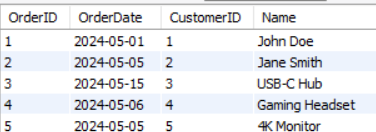 OrderID OrderDate CustomerID Name
1 2024-05-01 1 John Doe
2 2024-05-05 2 Jane Smith
3 2024-05-15 3 USB-C Hub
4 2024-05-06 4 Gaming Headset
5 2024-05-05 5 4K Monitor